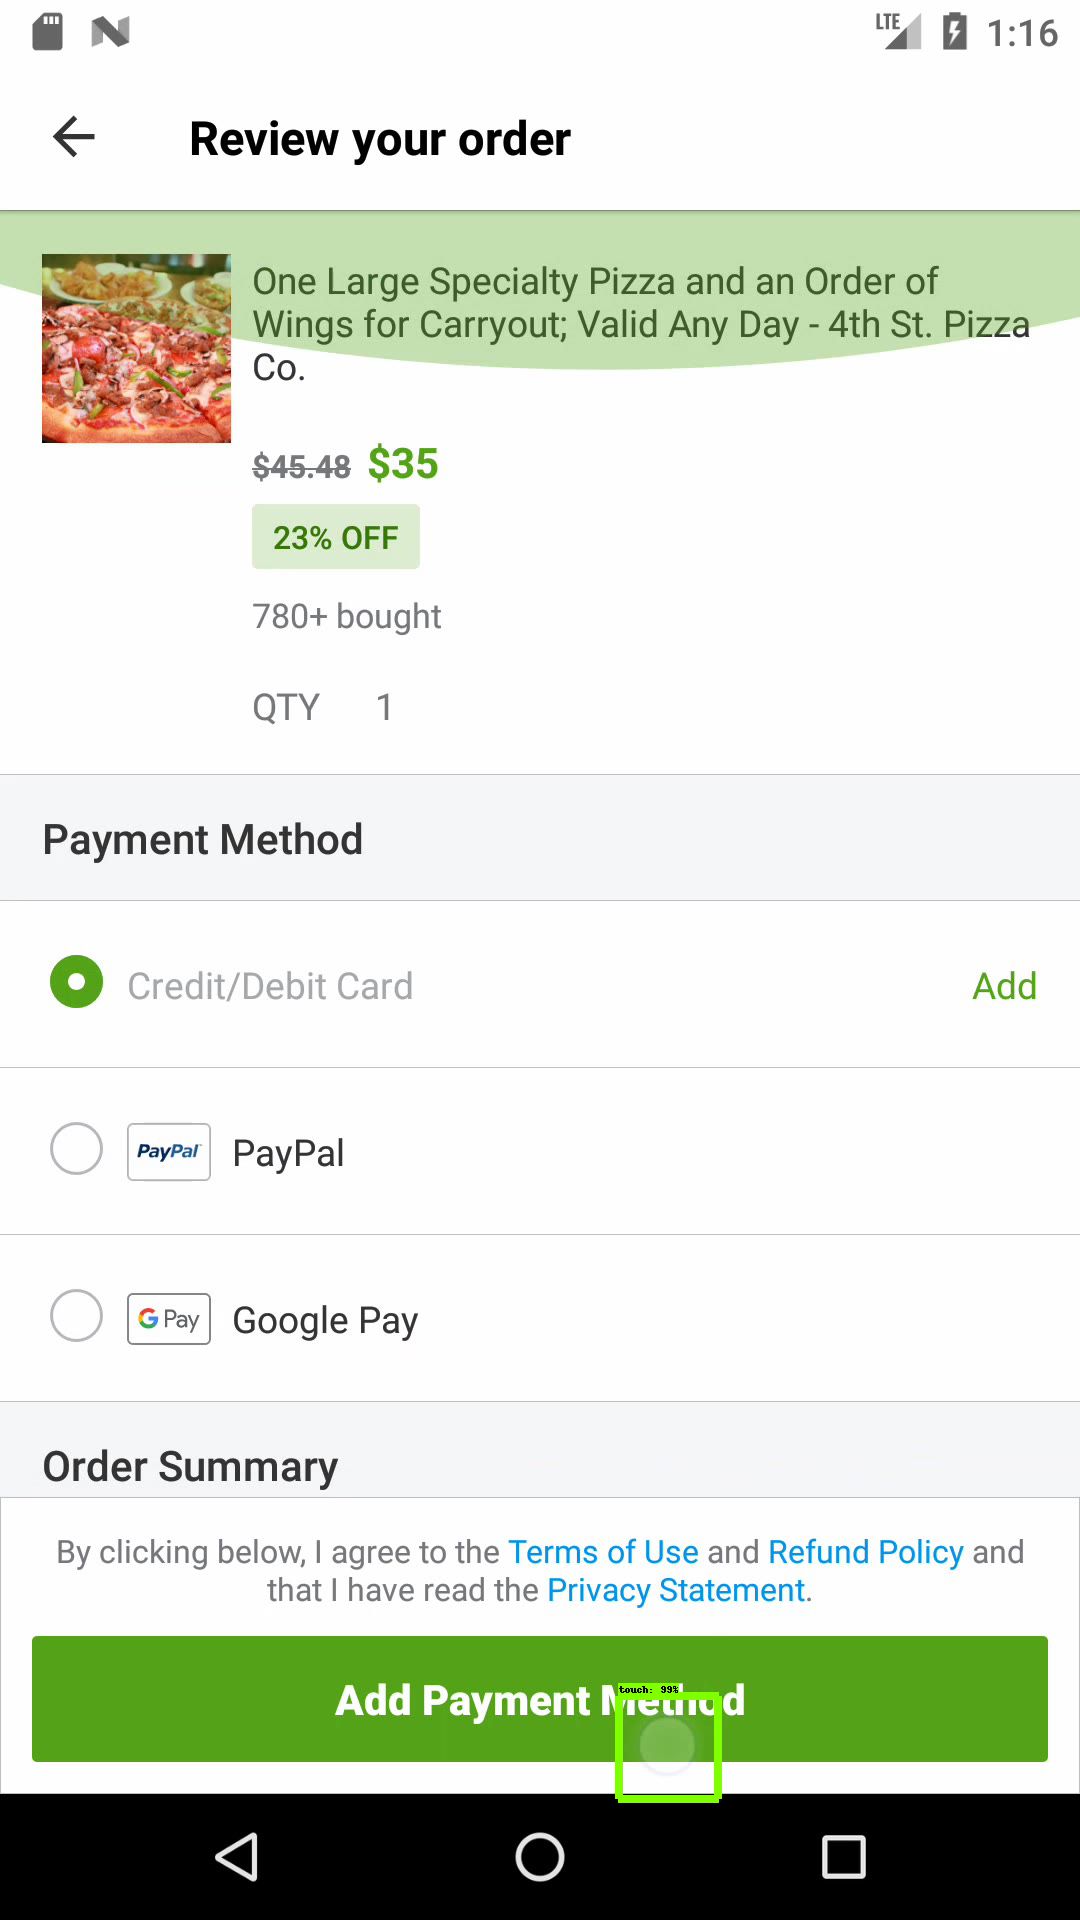 LTE 1:16
Review your order
One Large Specialty Pizza and an Order of
Wings for Carryout; Valid Any Day - 4th St. Pizza
Co.
$45.48 $35
23% OFF
780+ bought
QTY 1
Payment Method
Credit/Debit Card Add
PayPal PayPal
G Pay Google Pay
Order Summary
By clicking below, I agree to the Terms of Use and Refund Policy and
that I have read the Privacy Statement.
touch: 99%
Add Payment Method